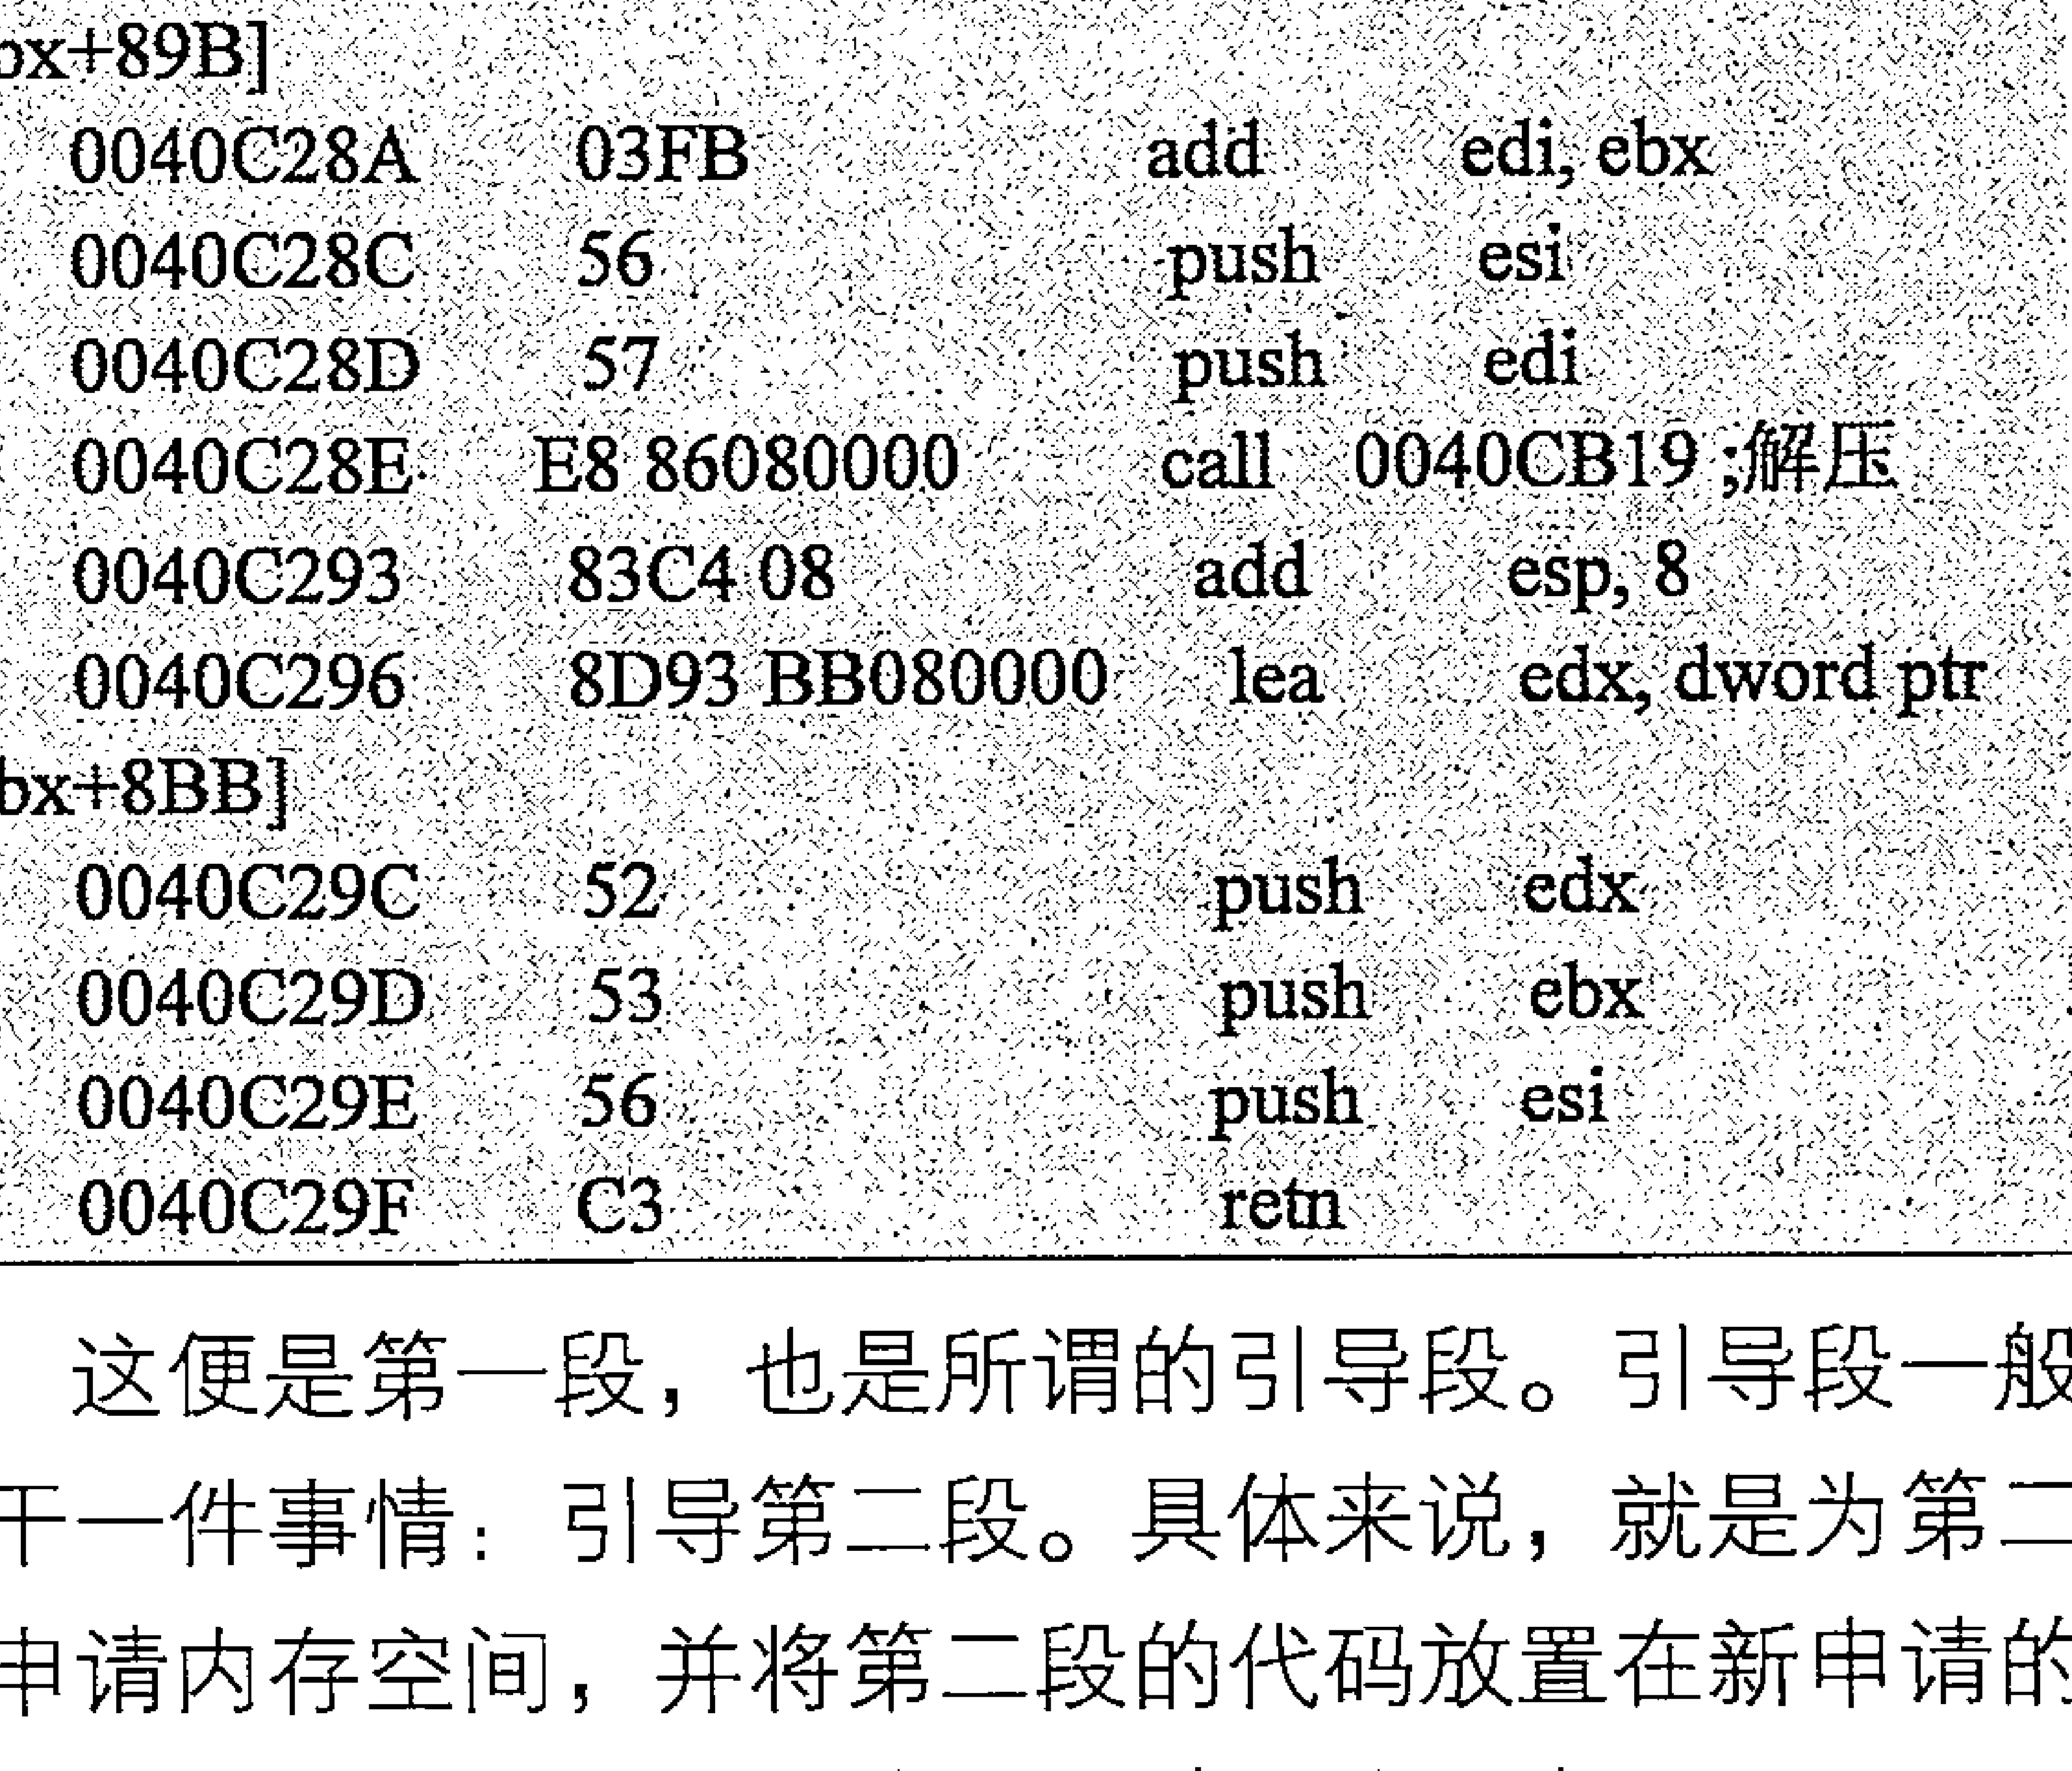 bx+89B]
0040C28A 03FB add edi, ebx
0040C28C 56 push esi
0040C28D 57 push edi
0040C28E E8 86080000 call 0040CB19 ;解压
0040C293 83C4 08 add esp, 8
0040C296 8D93 BB080000 lea edx, dword ptr
bx+8BB]
0040C29C 52 push edx
0040C29D 53 push ebx
0040C29E 56 push esi
0040C29F C3 retn
这便是第一段，也是所谓的引导段。引导段一般
干一件事情：引导第二段。具体来说，就是为第二
申请内存空间，并将第二段的代码放置在新申请的